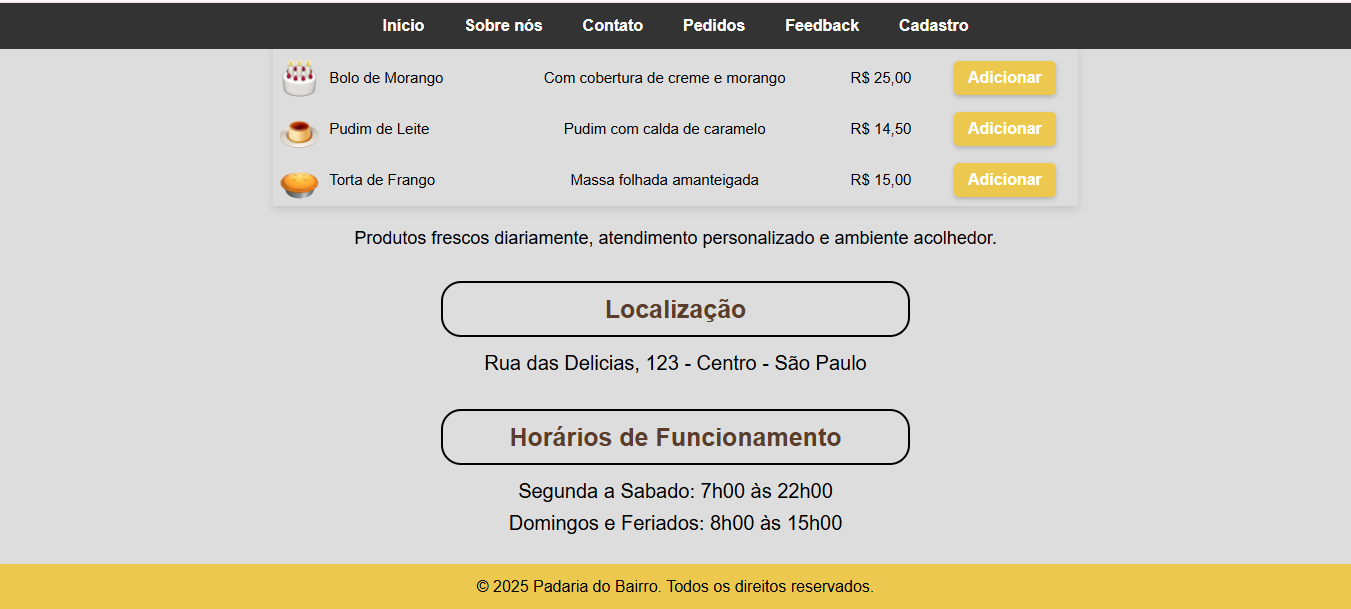 Início Sobre nós Contato Pedidos Feedback Cadastro
Bolo de Morango Com cobertura de creme e morango R$ 25,00 Adicionar
Pudim de Leite Pudim com calda de caramelo R$ 14,50 Adicionar
Torta de Frango Massa folhada amanteigada R$ 15,00 Adicionar
Produtos frescos diariamente, atendimento personalizado e ambiente acolhedor.
Localização
Rua das Delicias, 123 - Centro - São Paulo
Horários de Funcionamento
Segunda a Sabado: 7h00 às 22h00
Domingos e Feriados: 8h00 às 15h00
© 2025 Padaria do Bairro. Todos os direitos reservados.